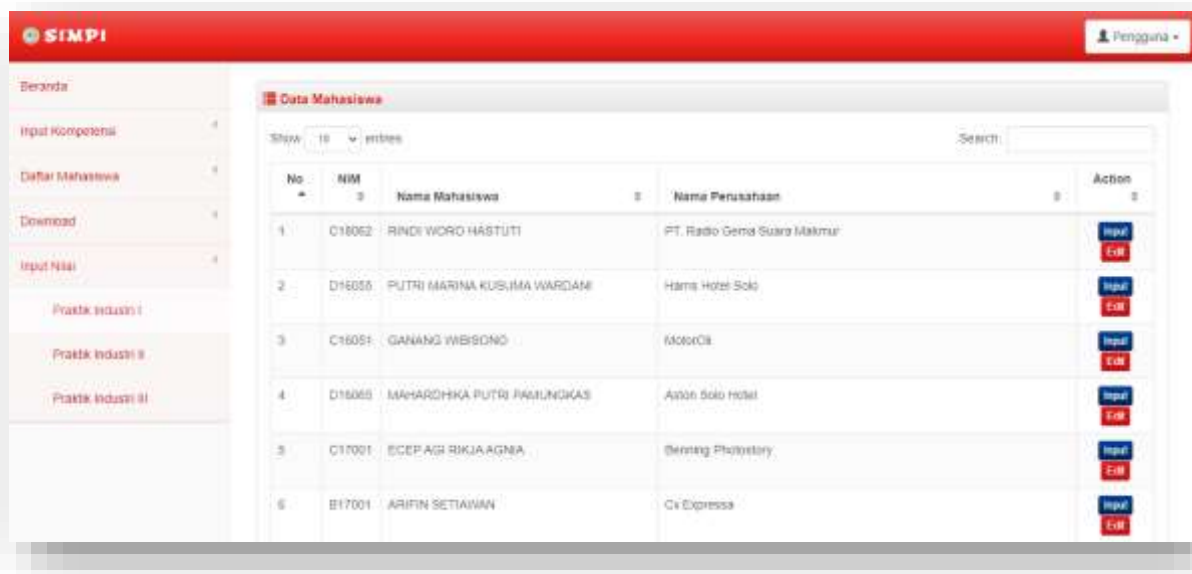 SIMPI
Pengguna
Beranda
Input Kompetensi
Daftar Mahasiswa
Download
Input Nilai
Praktik Industri I
Praktik Industri II
Praktik Industri III
Data Mahasiswa
Show 10 entries
Search:
No NIM Nama Mahasiswa Nama Perusahaan Action
1 C18062 RINDI WORO HASTUTI PT. Radio Gema Suara Makmur Input
Edit
2 PUTRI MARINA KUSUMA WARDANI Harris Hotel Solo Input
Edit
3 C16051 GANANG WIBISONO Input
Edit
4 MAHARDHIKA PUTRI PAMUNGKAS Aston Solo Hotel Input
Edit
5 C17001 ECEP AGI RIKJA AGNIA Benning Photostory Input
Edit
6 B17001 ARIFIN SETIAWAN Cv Expressa Input
Edit